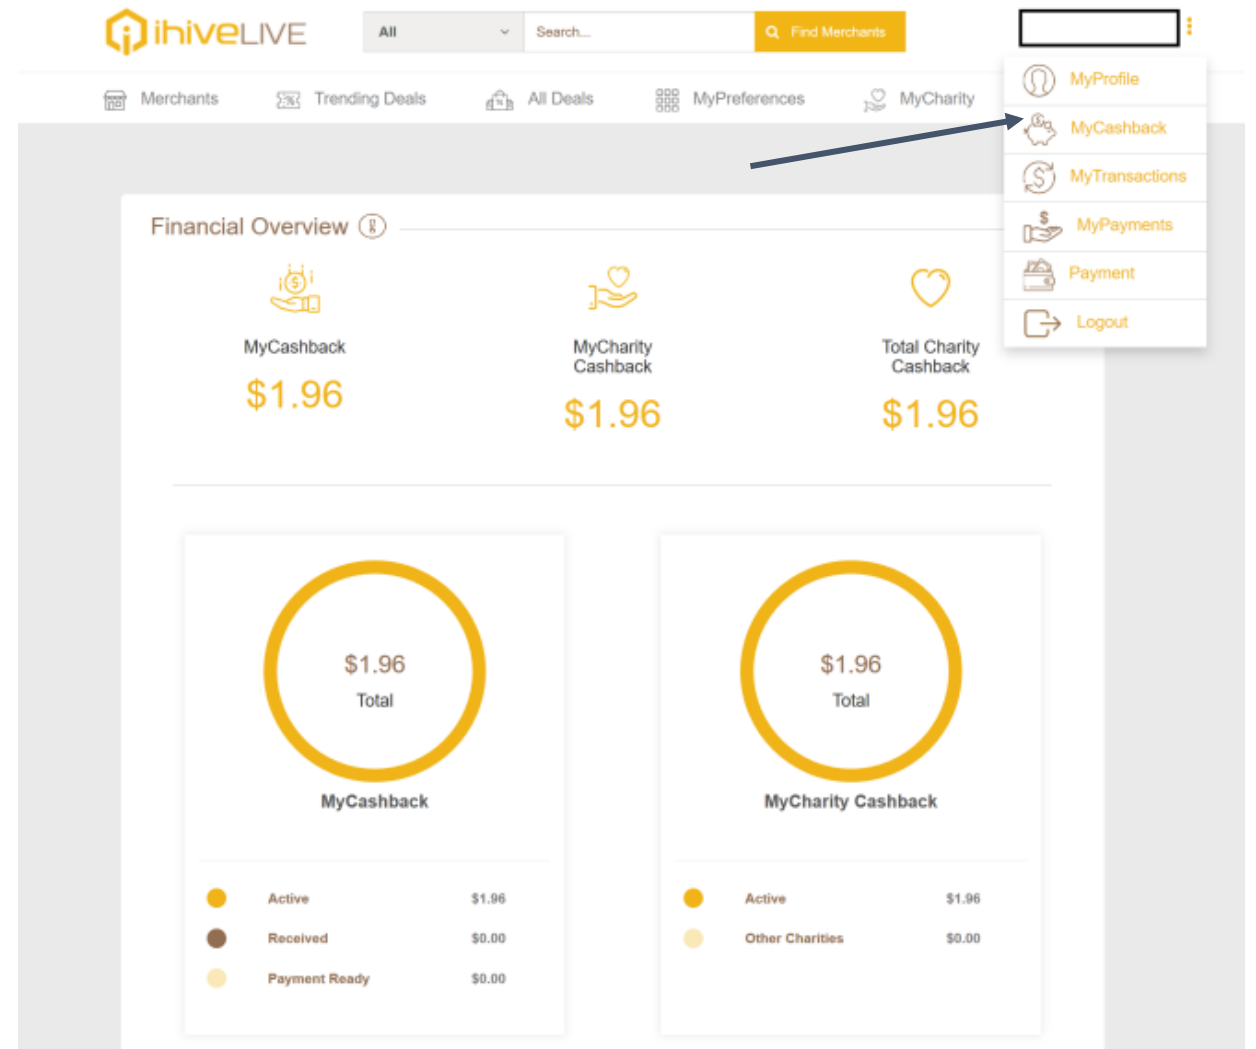 ihiveLIVE
All
Search...
Find Merchants
Merchants
Trending Deals
All Deals
MyPreferences
MyCharity
MyProfile
MyCashback
MyTransactions
MyPayments
Payment
Logout
Financial Overview
MyCashback
$1.96
MyCharity
Cashback
$1.96
Total Charity
Cashback
$1.96
$1.96
Total
MyCashback
Active $1.96
Received $0.00
Payment Ready $0.00
$1.96
Total
MyCharity Cashback
Active $1.96
Other Charities $0.00